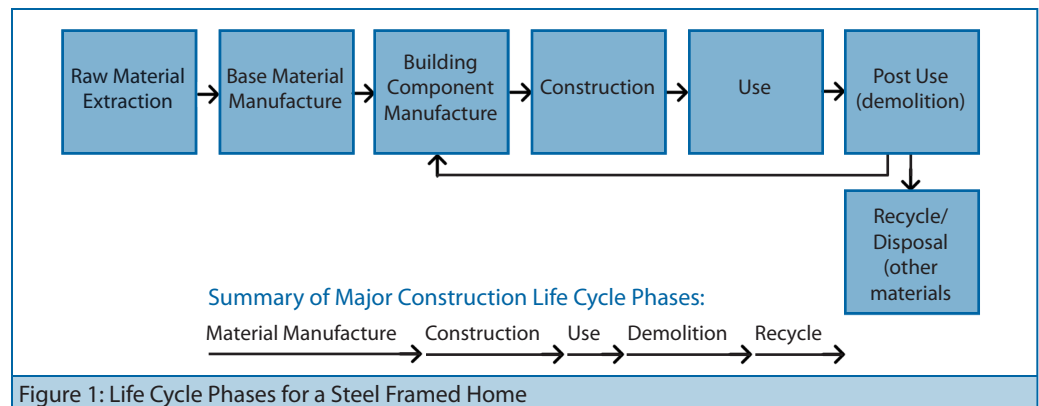 Raw Material
Extraction
Base Material
Manufacture
Building
Component
Manufacture
Construction
Use
Post Use
(demolition)
Recycle/
Disposal
(other
materials
Summary of Major Construction Life Cycle Phases:
Material Manufacture Construction Use Demolition Recycle
Figure 1: Life Cycle Phases for a Steel Framed Home